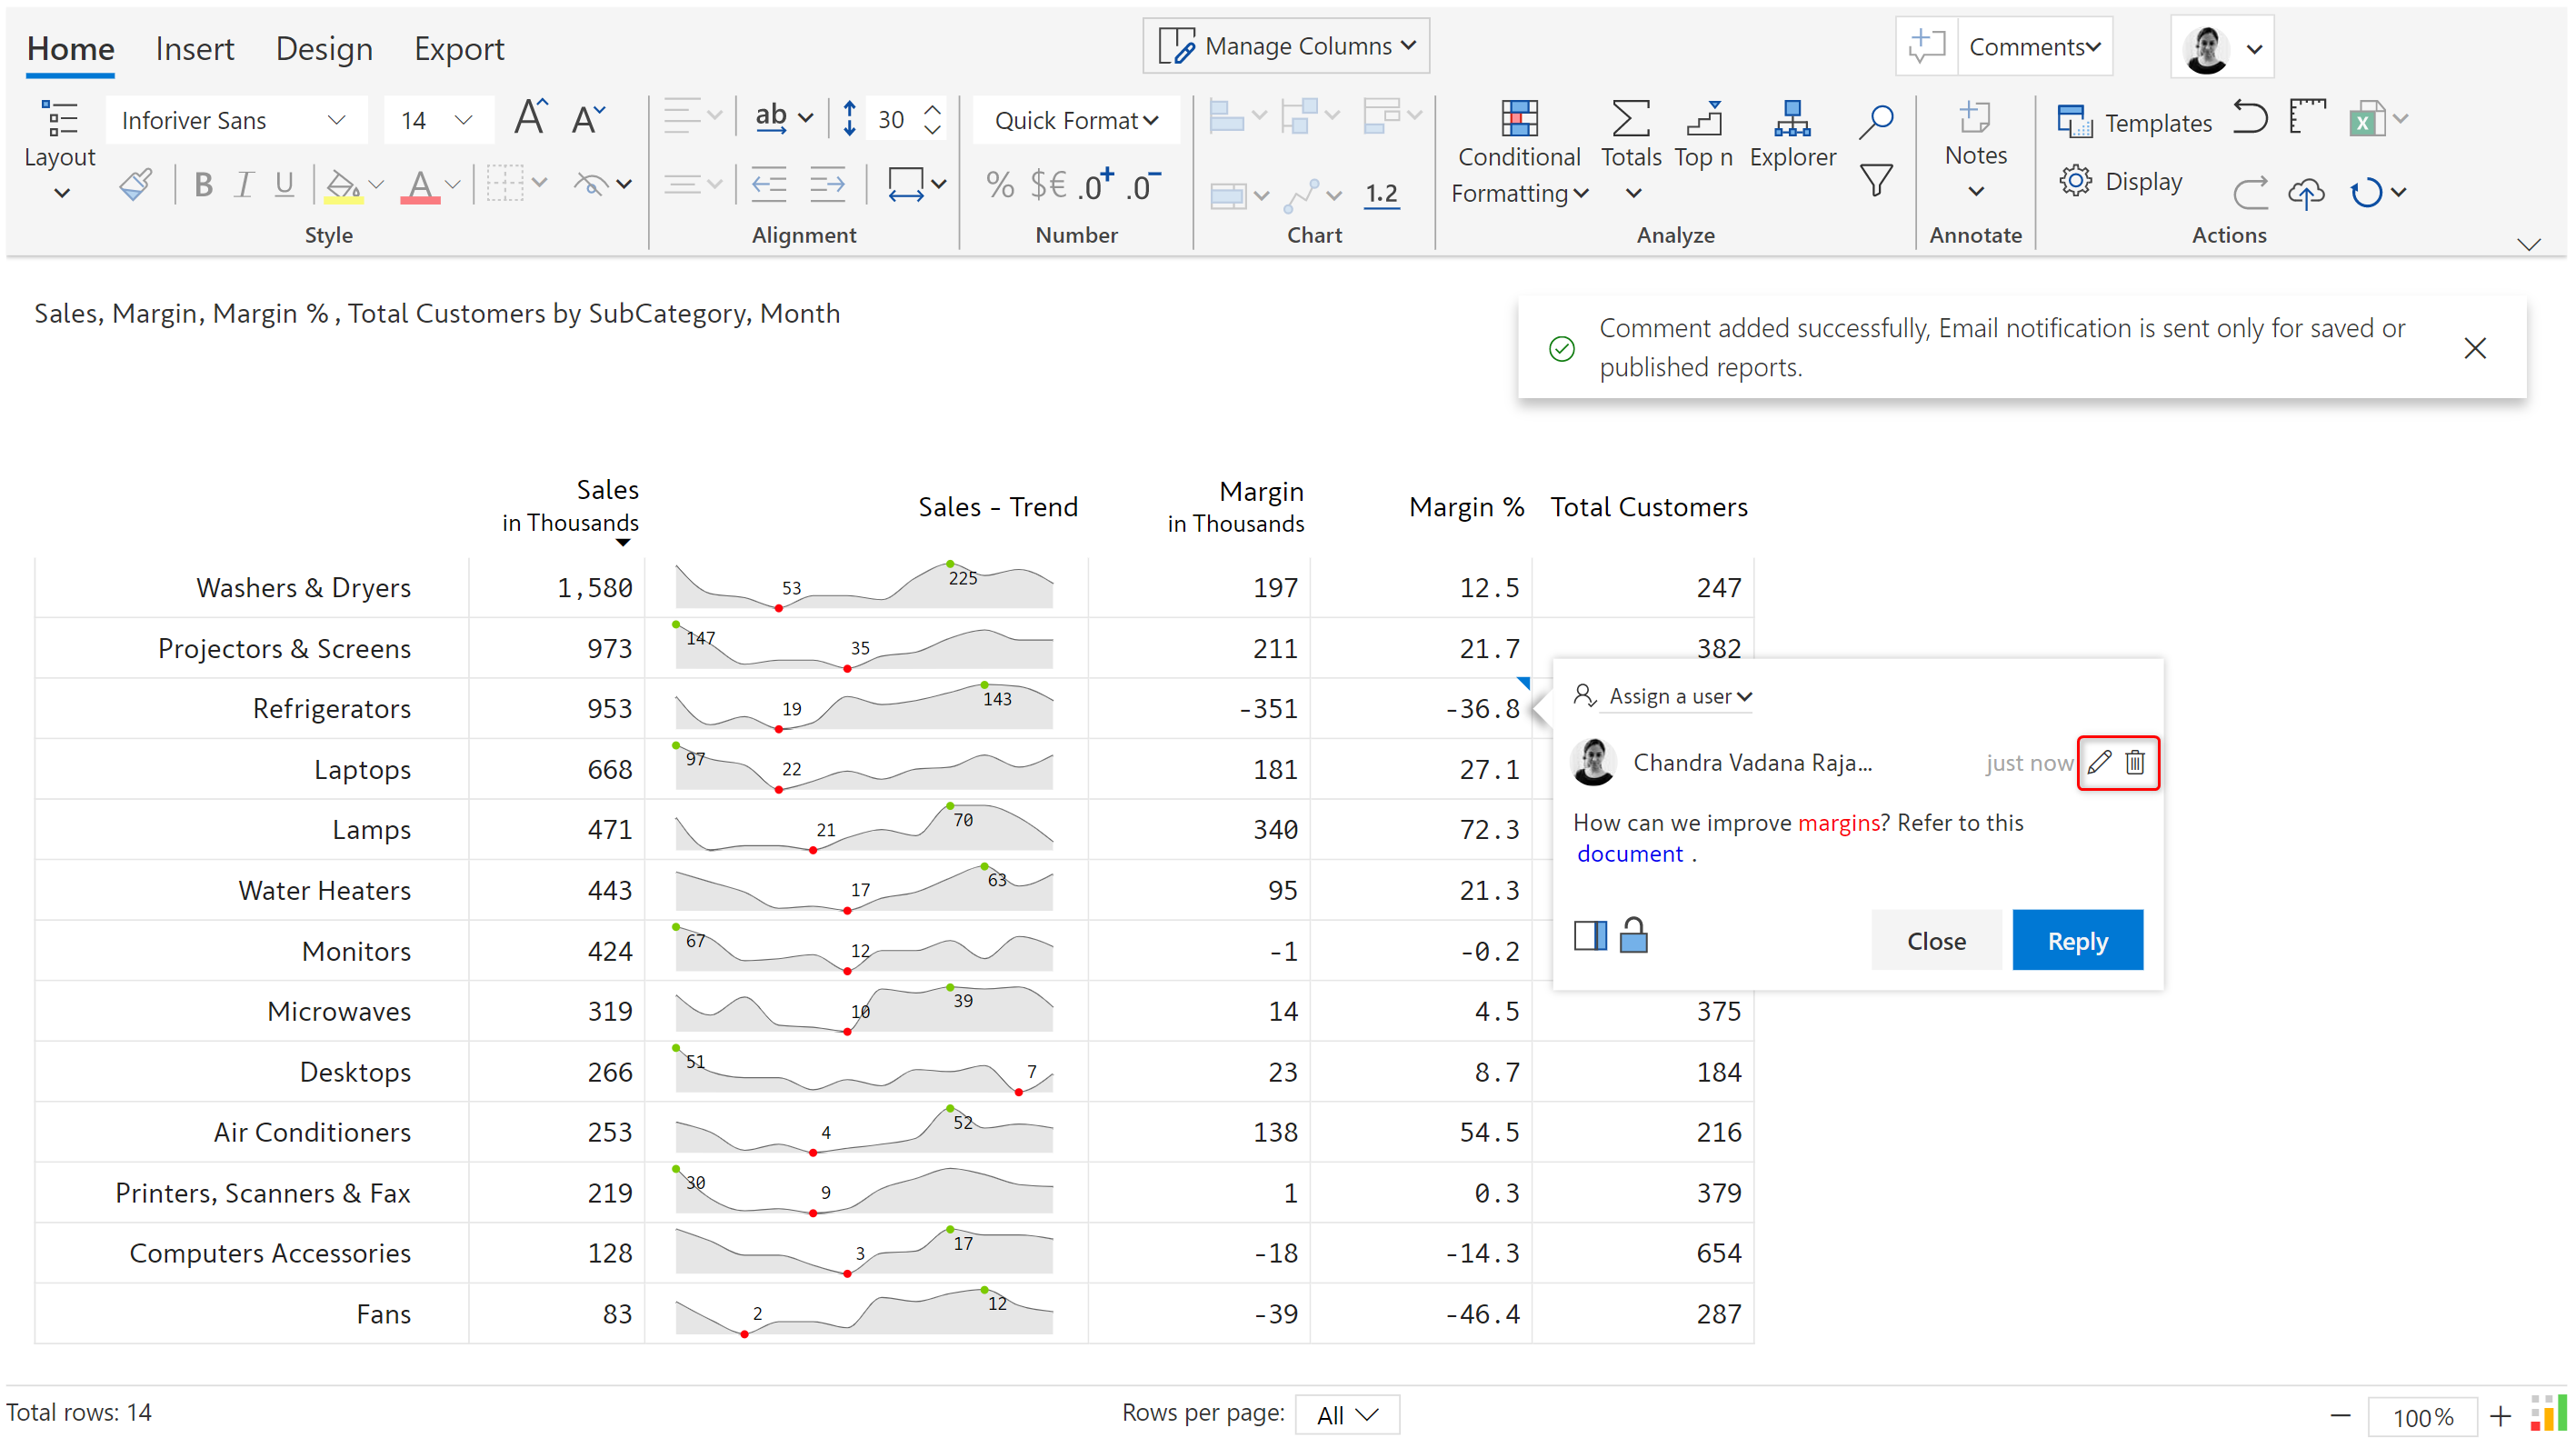 Home Insert Design Export
Manage Columns
Comments
Layout
Inforiver Sans
14
A A
B I U A
Style
ab
30
Alignment
Quick Format
% $€ .0+ .0−
Number
1.2
Chart
Conditional
Formatting
Totals
Top n
Explorer
Analyze
Notes
Annotate
Templates
Display
Actions
Sales, Margin, Margin % , Total Customers by SubCategory, Month
Comment added successfully, Email notification is sent only for saved or
published reports.
Sales
in Thousands
Sales - Trend
Margin
in Thousands
Margin %
Total Customers
Washers & Dryers 1,580 53 225 197 12.5 247
Projectors & Screens 973 147 35 211 21.7 382
Refrigerators 953 19 143 -351 -36.8
Laptops 668 97 22 181 27.1
Lamps 471 21 70 340 72.3
Water Heaters 443 17 63 95 21.3
Monitors 424 67 12 -1 -0.2
Microwaves 319 10 39 14 4.5 375
Desktops 266 51 7 23 8.7 184
Air Conditioners 253 4 52 138 54.5 216
Printers, Scanners & Fax 219 30 9 1 0.3 379
Computers Accessories 128 3 17 -18 -14.3 654
Fans 83 2 12 -39 -46.4 287
Assign a user
Chandra Vadana Raja... just now
How can we improve margins? Refer to this
document .
Close Reply
Total rows: 14
Rows per page: All
− 100% +